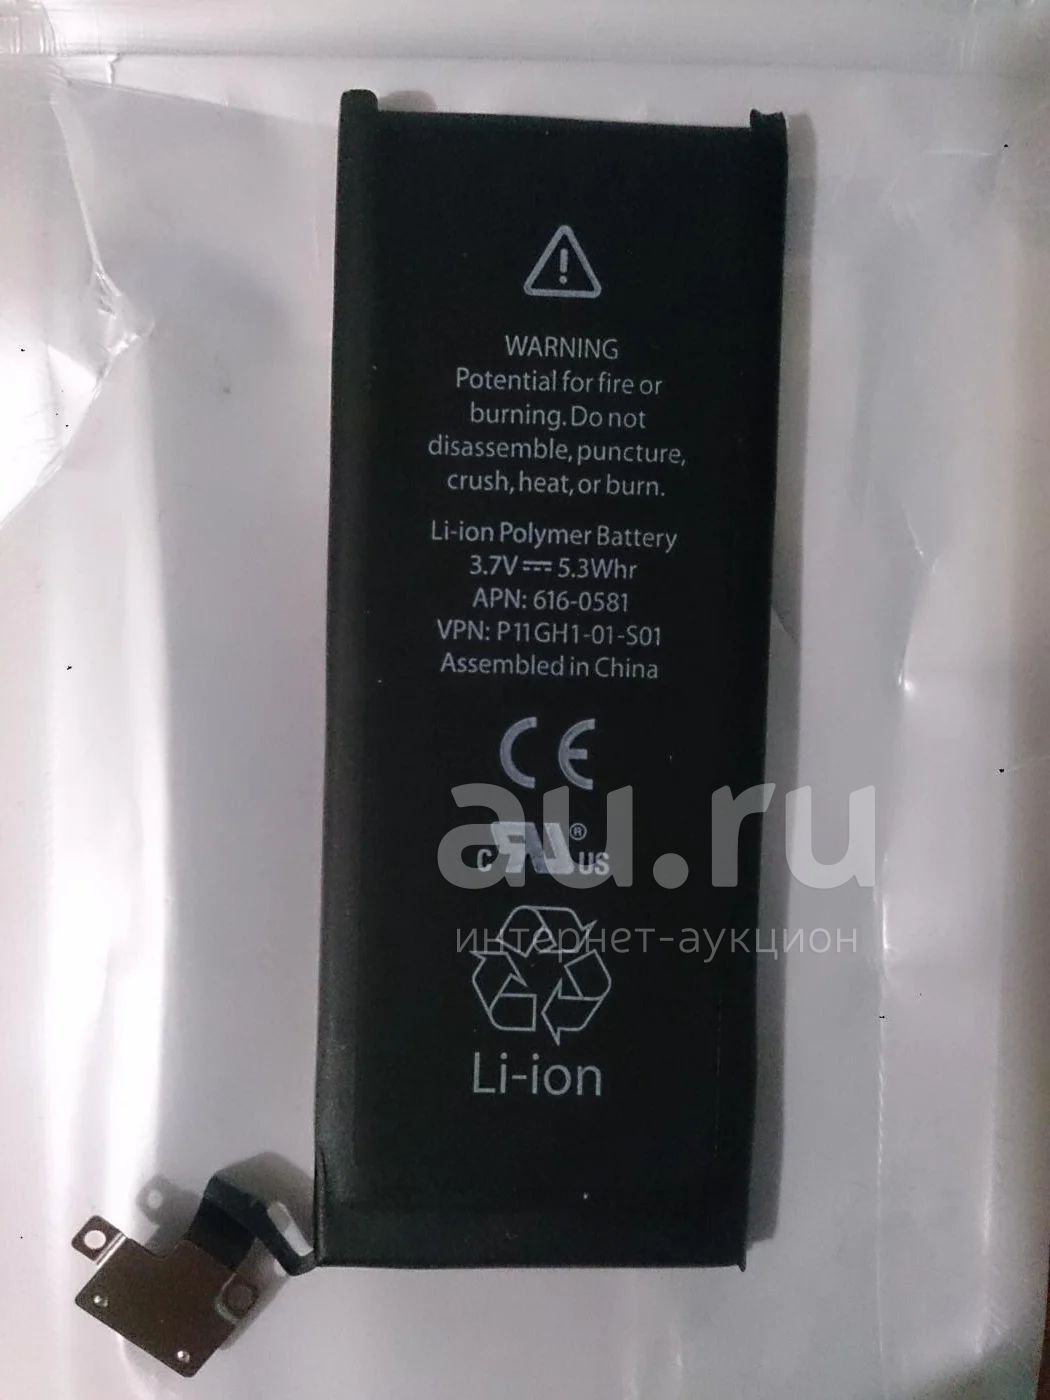 WARNING
Potential for fire or
burning. Do not
disassemble, puncture,
crush, heat, or burn.
Li-ion Polymer Battery
3.7V⎓5.3Whr
APN: 616-0581
VPN: P11GH1-01-S01
Assembled in China
CE
au.ru
C RU® US
интернет-аукцион
Li-ion